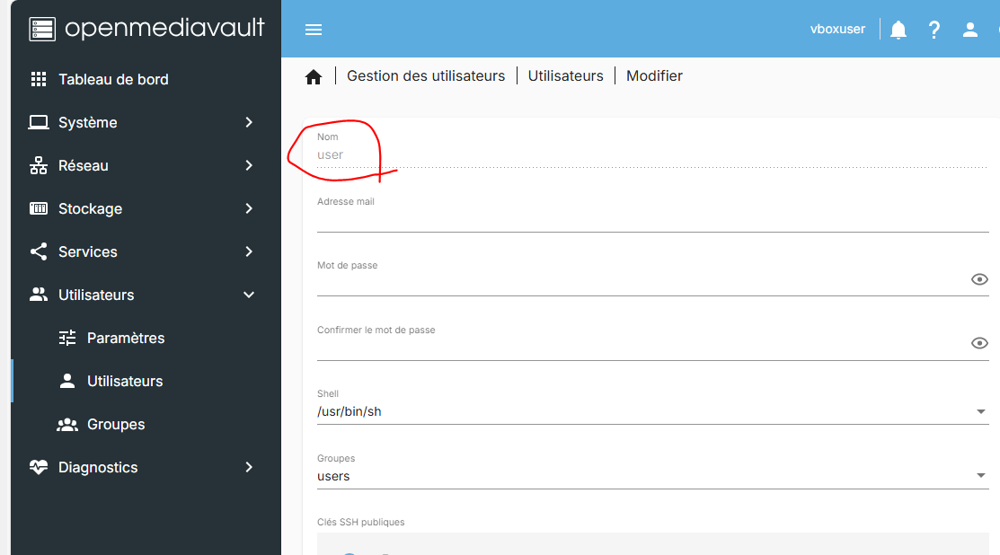 openmediavault
vboxuser
?
Tableau de bord
Système
Réseau
Stockage
Services
Utilisateurs
Paramètres
Utilisateurs
Groupes
Diagnostics
Gestion des utilisateurs | Utilisateurs | Modifier
Nom
user
Adresse mail
Mot de passe
Confirmer le mot de passe
Shell
/usr/bin/sh
Groupes
users
Clés SSH publiques